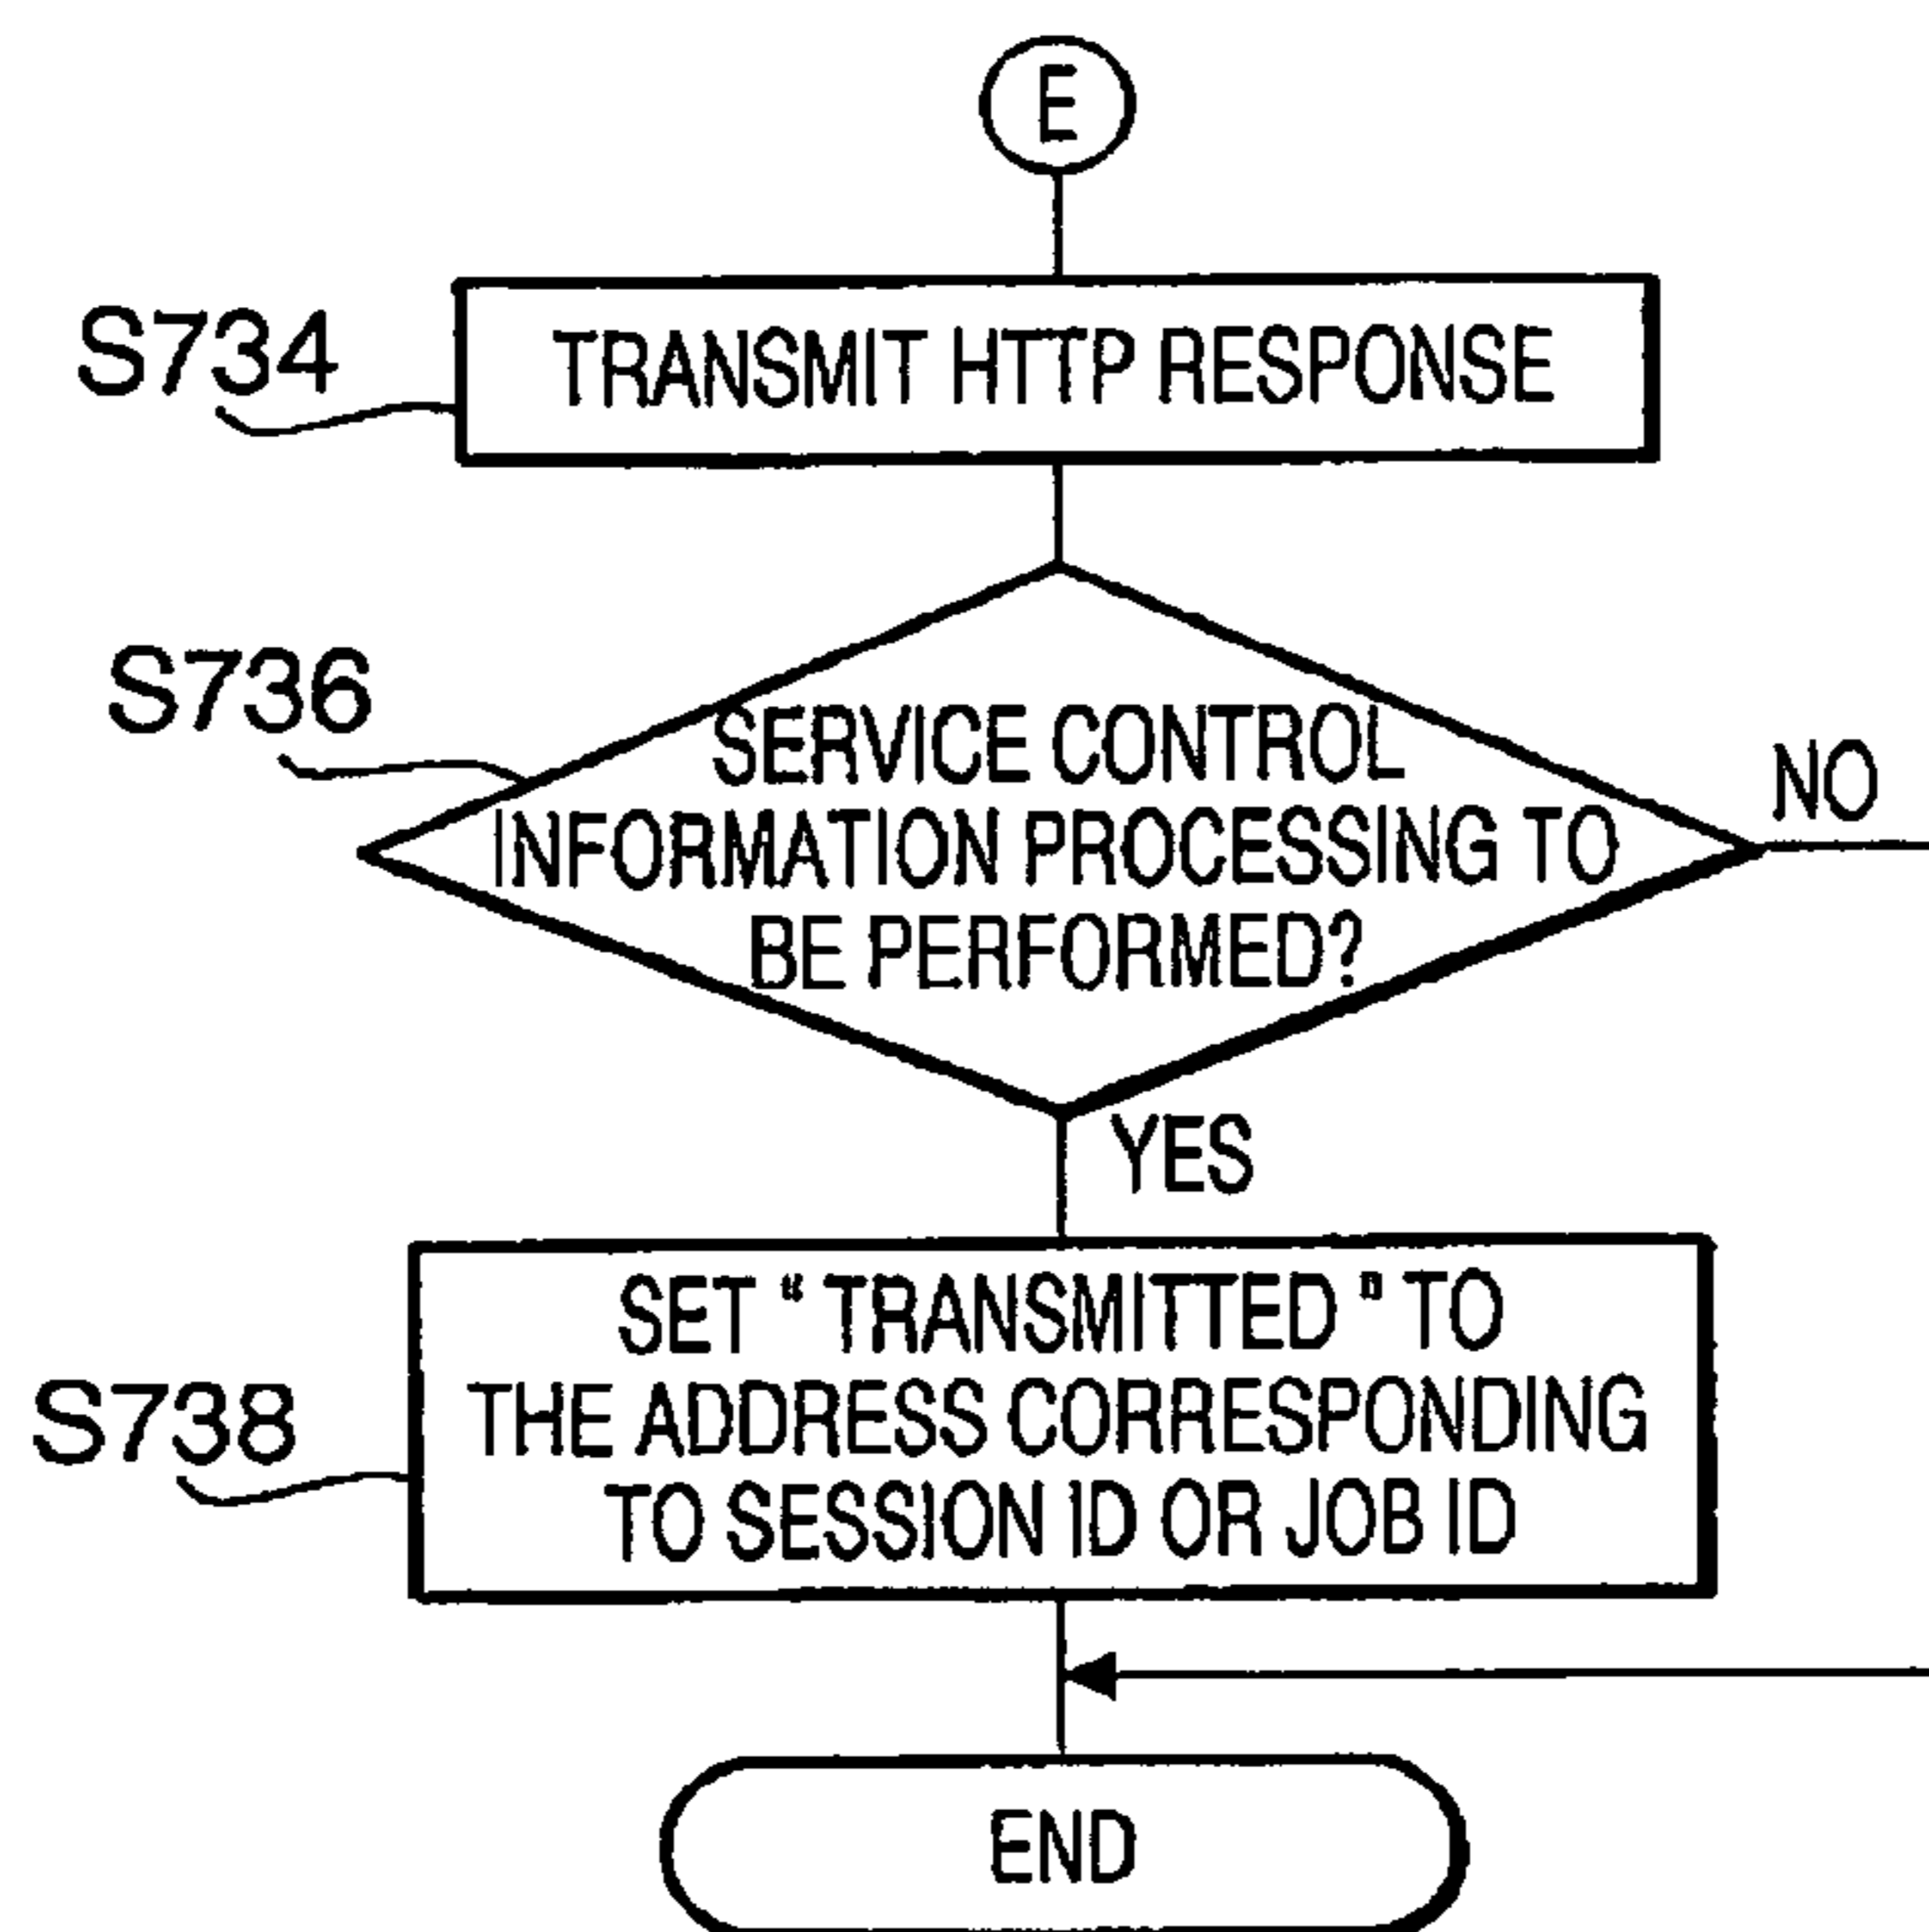 E
S734
TRANSMIT HTTP RESPONSE
S736
SERVICE CONTROL
INFORMATION PROCESSING TO
BE PERFORMED?
NO
YES
S738
SET “ TRANSMITTED ” TO
THE ADDRESS CORRESPONDING
TO SESSION ID OR JOB ID
END